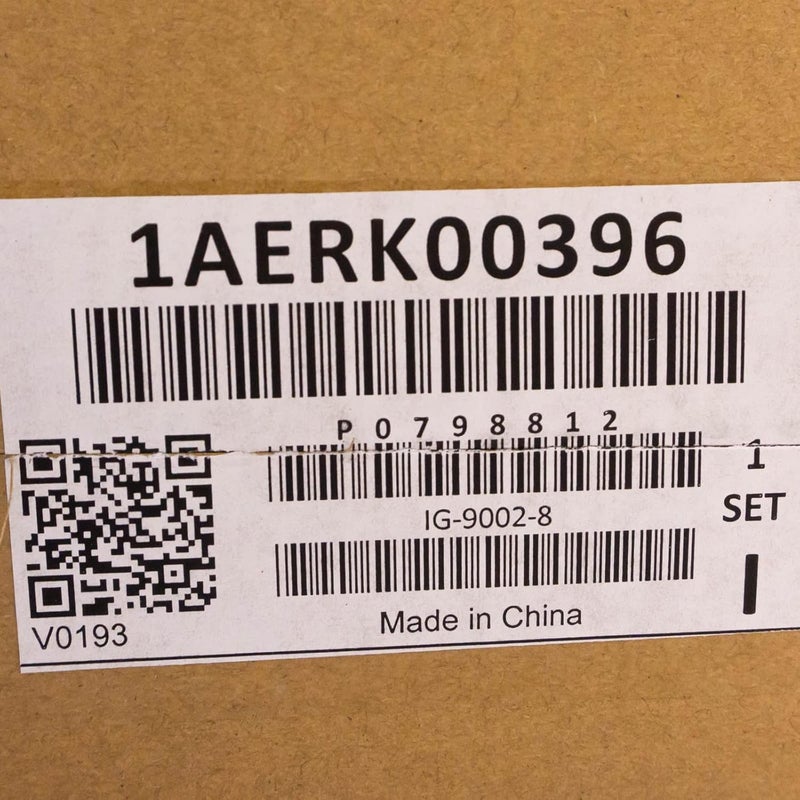 1AERK00396
P0798812
1
IG-9002-8
SET
Made in China
V0193